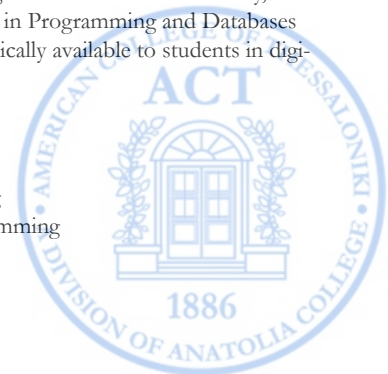 in Programming and Databases
ically available to students in digi-
mming
AMERICAN COLLEGE OF THESSALONIKI
ACT
1886
A DIVISION OF ANATOLIA COLLEGE